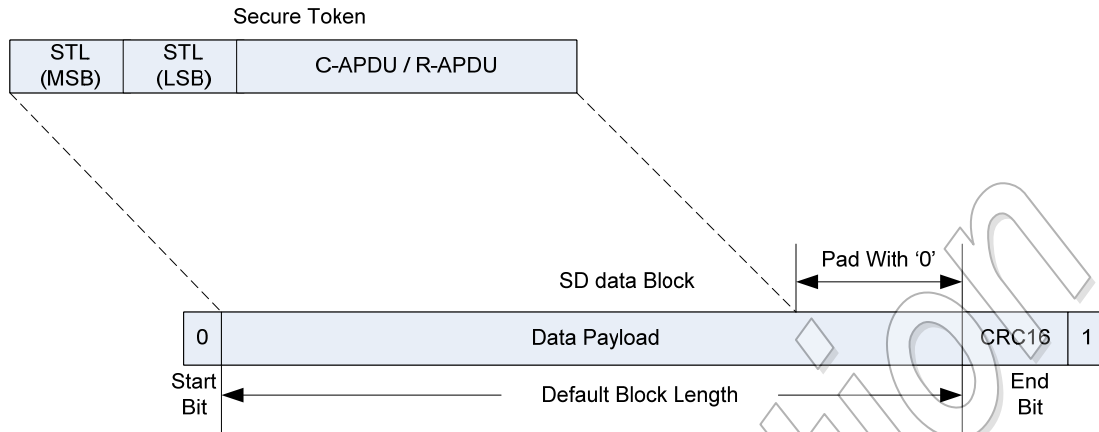 Secure Token
STL
(MSB)
STL
(LSB)
C-APDU / R-APDU
Pad With ‘0’
SD data Block
0
Data Payload
CRC16
1
Start
Bit
Default Block Length
End
Bit